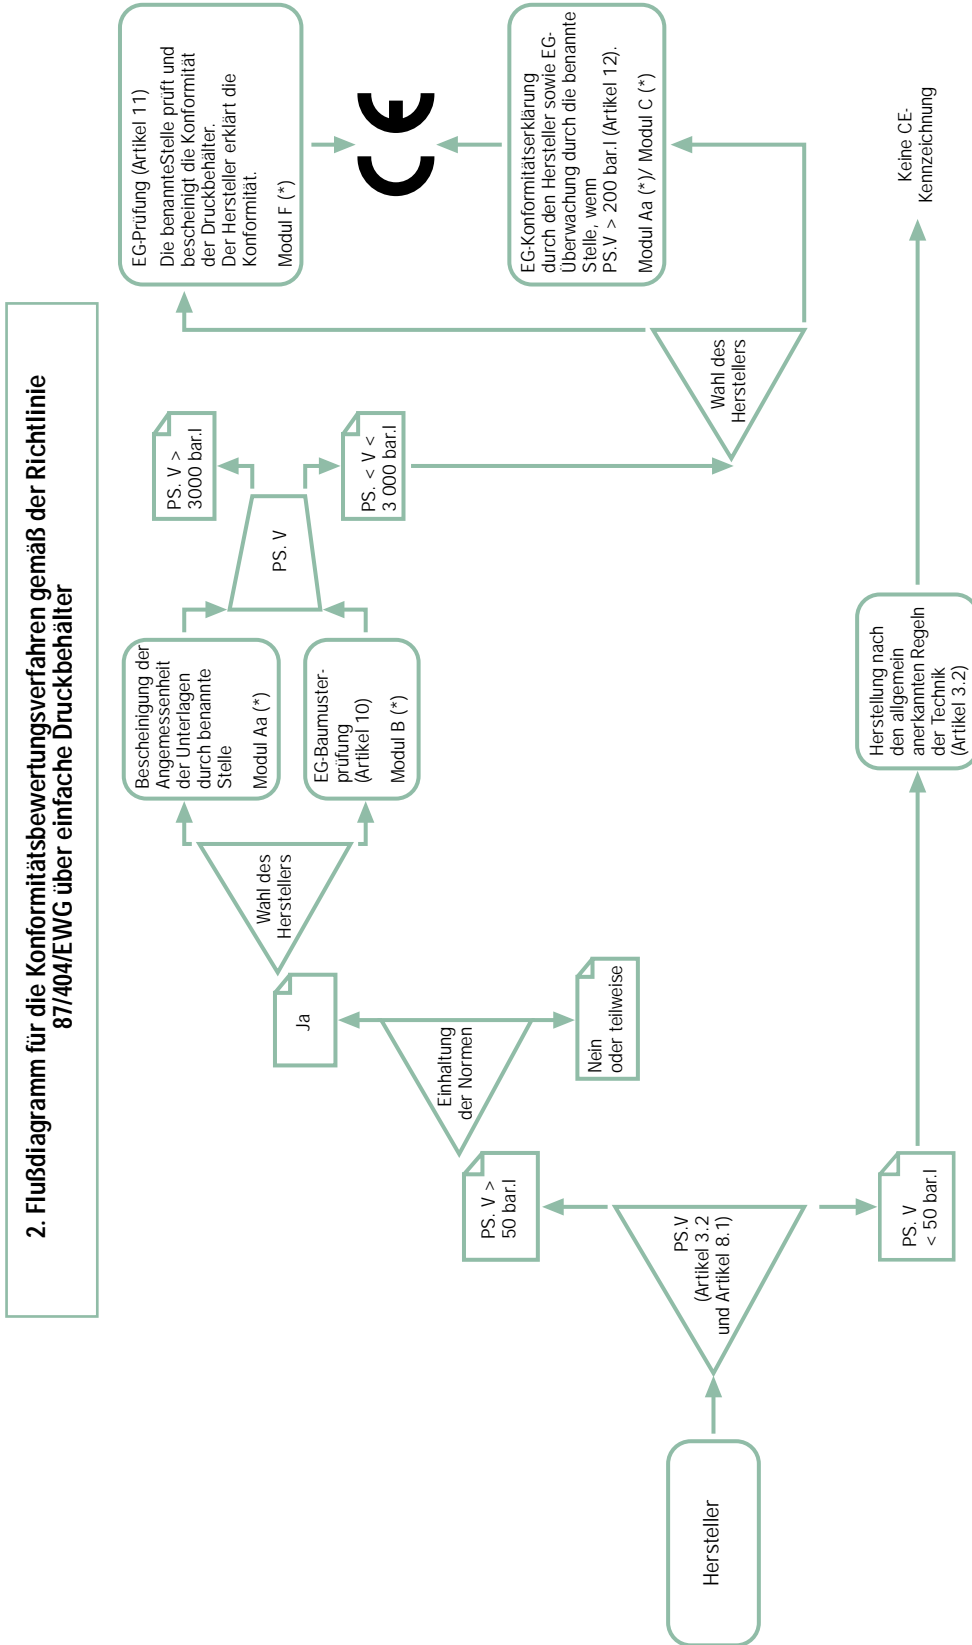 2. Flußdiagramm für die Konformitätsbewertungsverfahren gemäß der Richtlinie
87/404/EWG über einfache Druckbehälter
Hersteller
PS.V
(Artikel 3.2
und Artikel 8.1)
PS. V >
50 bar.l
PS. V
< 50 bar.l
Einhaltung
der Normen
Ja
Nein
oder teilweise
Wahl des
Herstellers
Bescheinigung der
Angemessenheit
der Unterlagen
durch benannte
Stelle
Modul Aa (*)
EG-Baumuster-
prüfung
(Artikel 10)
Modul B (*)
PS. V
PS. V >
3000 bar.l
PS. < V <
3 000 bar.l
Wahl des
Herstellers
EG-Prüfung (Artikel 11)
Die benannteStelle prüft und
bescheinigt die Konformität
der Druckbehälter.
Der Hersteller erklärt die
Konformität.
Modul F (*)
CE
EG-Konformitätserklärung
durch den Hersteller sowie EG-
Überwachung durch die benannte
Stelle, wenn
PS.V > 200 bar.l (Artikel 12).
Modul Aa (*)/ Modul C (*)
Herstellung nach
den allgemein
anerkannten Regeln
der Technik
(Artikel 3.2)
Keine CE-
Kennzeichnung